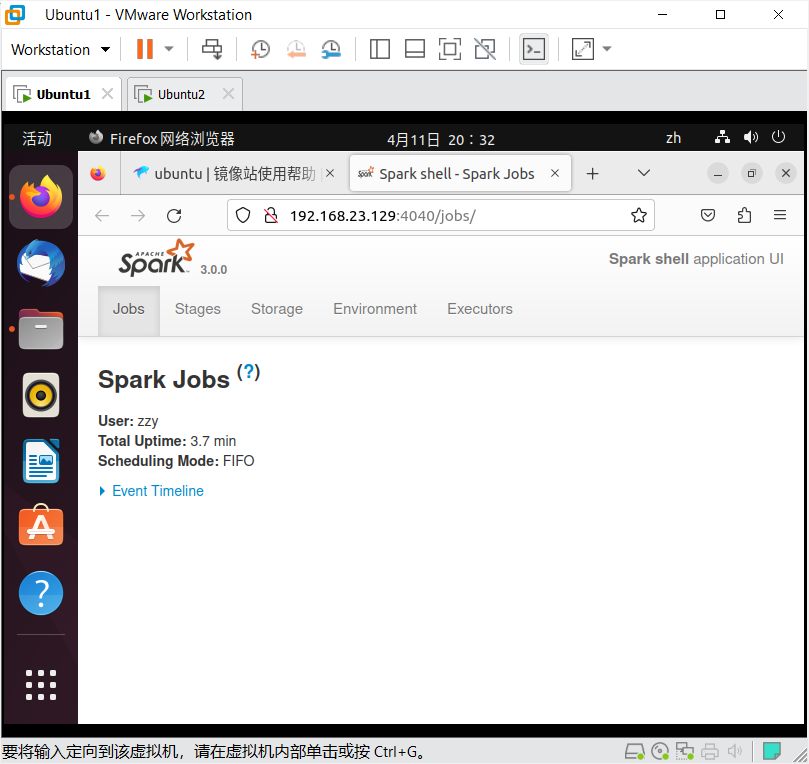 Ubuntu1 - VMware Workstation
Workstation
Ubuntu1 Ubuntu2
活动 Firefox 网络浏览器 4月11日 20：32 zh
ubuntu | 镜像站使用帮助 Spark shell - Spark Jobs
192.168.23.129:4040/jobs/
APACHE Spark 3.0.0 Spark shell application UI
Jobs Stages Storage Environment Executors
Spark Jobs (?)
User: zzy
Total Uptime: 3.7 min
Scheduling Mode: FIFO
Event Timeline
要将输入定向到该虚拟机，请在虚拟机内部单击或按 Ctrl+G。